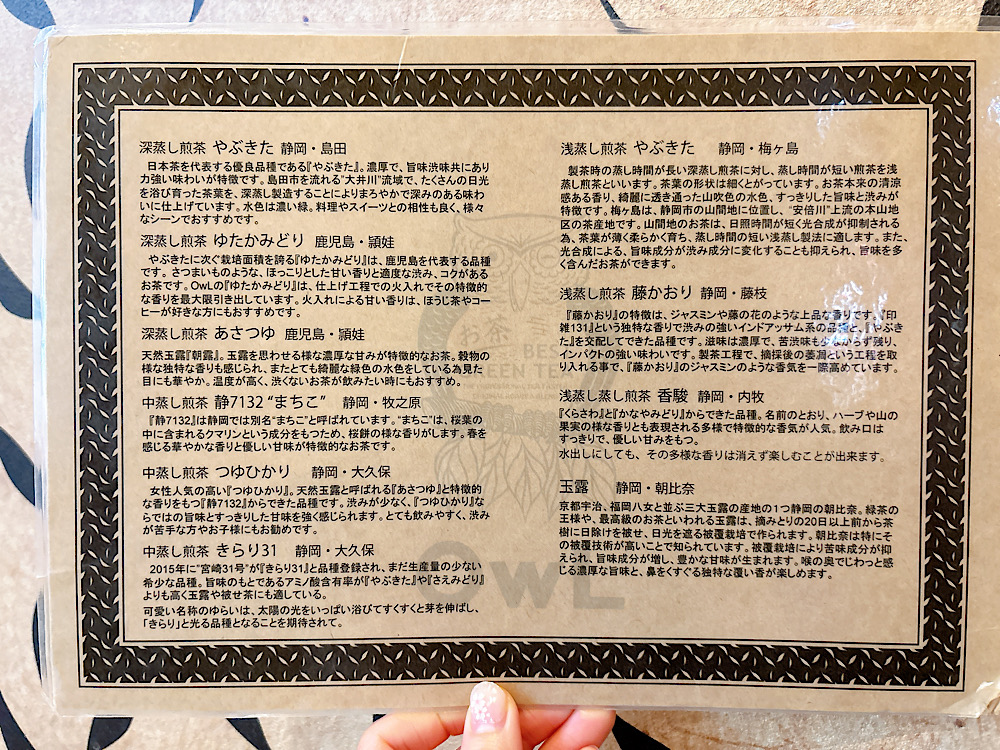 深蒸し煎茶 やぶきた 静岡・島田
日本茶を代表する優良品種である『やぶきた』。濃厚で、旨味渋味共にあり
力強い味わいが特徴です。島田市を流れる"大井川"流域で、たくさんの日光
を浴び育った茶葉を、深蒸し製造することによりまろやかで深みのある味わ
いに仕上げています。水色は濃い緑。料理やスイーツとの相性も良く、様々
なシーンでおすすめです。
深蒸し煎茶 ゆたかみどり 鹿児島・頴娃
やぶきたに次ぐ栽培面積を誇る『ゆたかみどり』は、鹿児島を代表する品種
です。さつまいものような、ほっこりとした甘い香りと適度な渋み、コクがある
お茶です。OwLの『ゆたかみどり』は、仕上げ工程での火入れでその特徴的
な香りを最大限引き出しています。火入れによる甘い香りは、ほうじ茶やコー
ヒーが好きな方にもおすすめです。
深蒸し煎茶 あさつゆ 鹿児島・頴娃
天然玉露『朝露』。玉露を思わせる様な濃厚な甘みが特徴的なお茶。穀物の
様な独特な香りも感じられ、またとても綺麗な緑色の水色をしている為見た
目にも華やか。温度が高く、渋くないお茶が飲みたい時にもおすすめ。
中蒸し煎茶 静7132 “まちこ” 静岡・牧之原
『静7132』は静岡では別名“まちこ”と呼ばれています。“まちこ”は、桜葉の
中に含まれるクマリンという成分をもつため、桜餅の様な香りがします。春を
感じる華やかな香りと優しい甘味が特徴的なお茶です。
中蒸し煎茶 つゆひかり 静岡・大久保
女性人気の高い『つゆひかり』。天然玉露と呼ばれる『あさつゆ』と特徴的
な香りをもつ『静7132』からできた品種です。渋みが少なく、『つゆひかり』な
らではの旨味とすっきりした甘味を強く感じられます。とても飲みやすく、渋み
が苦手な方やお子様にもお勧めです。
中蒸し煎茶 きらり31 静岡・大久保
2015年に“宮崎31号”が『きらり31』と品種登録され、まだ生産量の少ない
希少な品種。旨味のもとであるアミノ酸含有率が『やぶきた』や『さえみどり』
よりも高く玉露や被せ茶にも適している。
可愛い名称のゆらいは、太陽の光をいっぱい浴びてすくすくと芽を伸ばし、
「きらり」と光る品種となることを期待されて。
浅蒸し煎茶 やぶきた 静岡・梅ヶ島
製茶時の蒸し時間が長い深蒸し煎茶に対し、蒸し時間が短い煎茶を浅
蒸し煎茶といいます。茶葉の形状は細くとがっています。お茶本来の清涼
感ある香り、綺麗に透き通った山吹色の水色、すっきりした旨味と渋みが
特徴です。梅ヶ島は、静岡市の山間地に位置し、“安倍川”上流の本山地
区の茶産地です。山間地のお茶は、日照時間が短く光合成が抑制される
為、茶葉が薄く柔らかく育ち、蒸し時間の短い浅蒸し製法に適します。また、
光合成による、旨味成分が渋み成分に変化することも抑えられ、旨味を多
く含んだお茶ができます。
浅蒸し煎茶 藤かおり 静岡・藤枝
『藤かおり』の特徴は、ジャスミンや藤の花のような上品な香りです。『印
雑131』という独特な香りで渋みの強いインドアッサム系の品種と、『やぶき
た』を交配してできた品種です。滋味は濃厚で、苦渋味も少なからず残り、
インパクトの強い味わいです。製茶工程で、摘採後の萎凋という工程を取
り入れる事で、『藤かおり』のジャスミンのような香気を一際高めています。
浅蒸し蒸し煎茶 香駿 静岡・内牧
『くらさわ』と『かなやみどり』からできた品種。名前のとおり、ハーブや山の
果実の様な香りとも表現される多様で特徴的な香気が人気。飲み口は
すっきりで、優しい甘みをもつ。
水出しにしても、その多様な香りは消えず楽しむことが出来ます。
玉露 静岡・朝比奈
京都宇治、福岡八女と並ぶ三大玉露の産地の1つ静岡の朝比奈。緑茶の
王様や、最高級のお茶といわれる玉露は、摘みとりの20日以上前から茶
樹に日除けを被せ、日光を遮る被覆栽培で作られます。朝比奈は特にそ
の被覆技術が高いことで知られています。被覆栽培により苦味成分が抑
えられ、旨味成分が増し、豊かな甘味が生まれます。喉の奥でじわっと感
じる濃厚な旨味と、鼻をすぐる独特な覆い香が楽しめます。
OWL